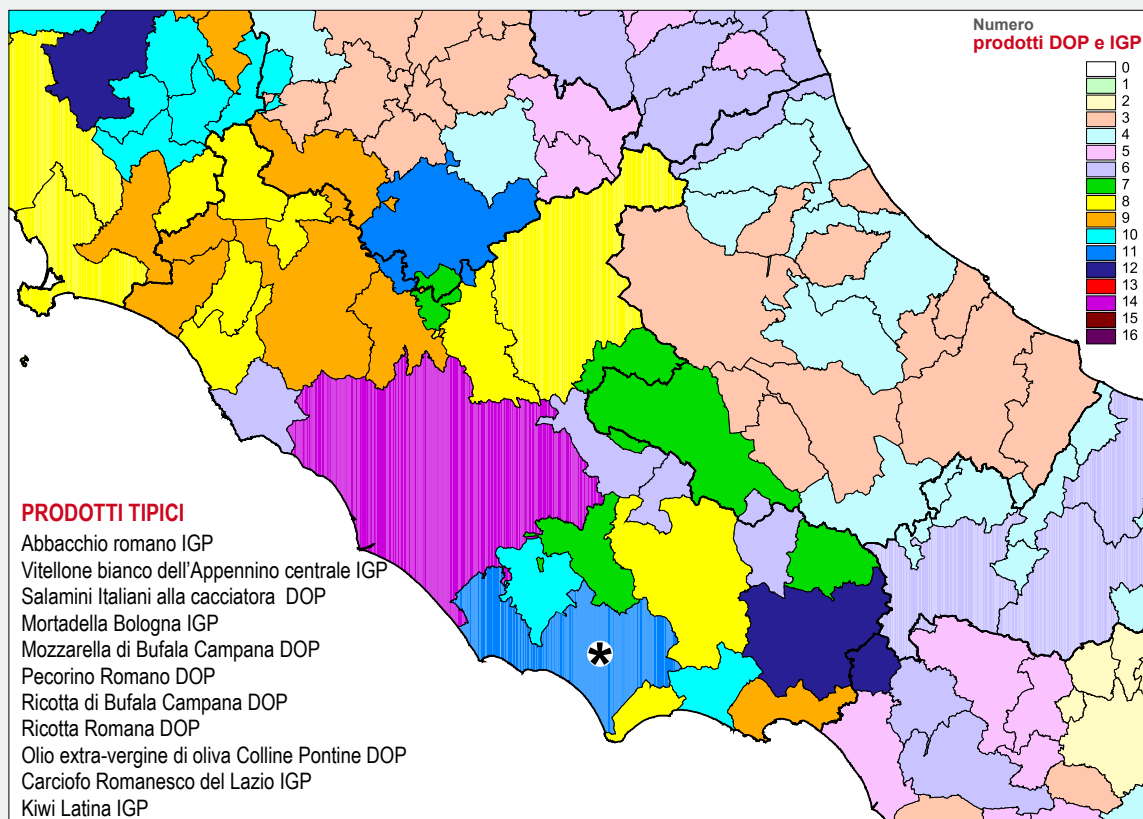 Numero
prodotti DOP e IGP
0
1
2
3
4
5
6
7
8
9
10
11
12
13
14
15
16
PRODOTTI TIPICI
Abbacchio romano IGP
Vitellone bianco dell'Appennino centrale IGP
Salamini Italiani alla cacciatora DOP
Mortadella Bologna IGP
Mozzarella di Bufala Campana DOP
Pecorino Romano DOP
Ricotta di Bufala Campana DOP
Ricotta Romana DOP
Olio extra-vergine di oliva Colline Pontine DOP
Carciofo Romanesco del Lazio IGP
Kiwi Latina IGP
*